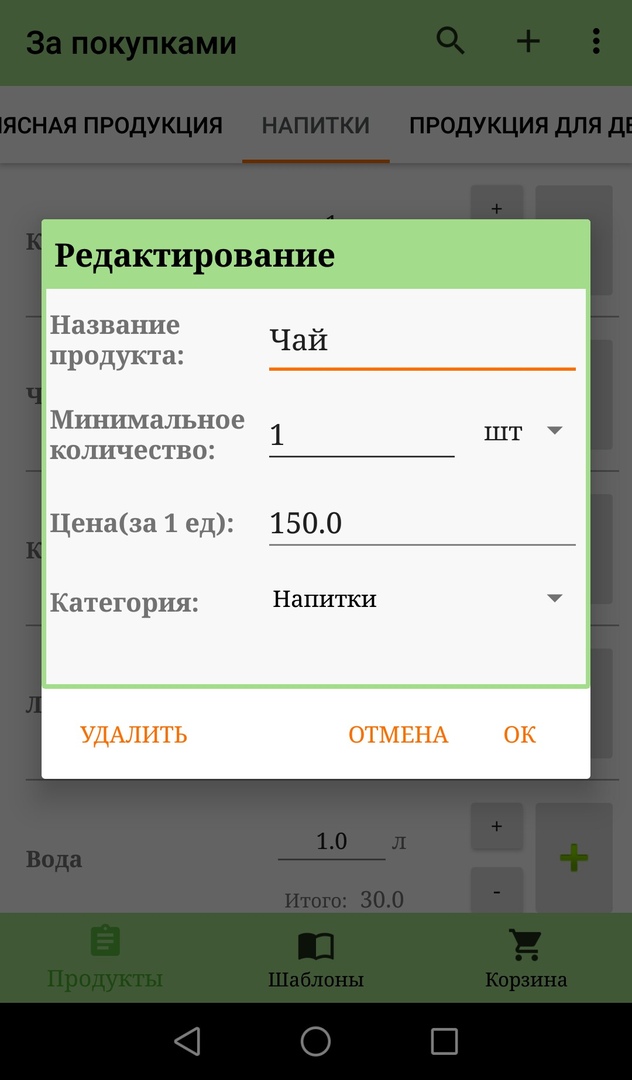 За покупками
ЯСНАЯ ПРОДУКЦИЯ НАПИТКИ ПРОДУКЦИЯ ДЛЯ ДЕ
+
Редактирование
Название
продукта:
Чай
Минимальное
количество:
1 шт
Цена(за 1 ед): 150.0
Категория: Напитки
УДАЛИТЬ ОТМЕНА ОК
Вода 1.0 л + +
Итого: 30.0 -
Продукты Шаблоны Корзина